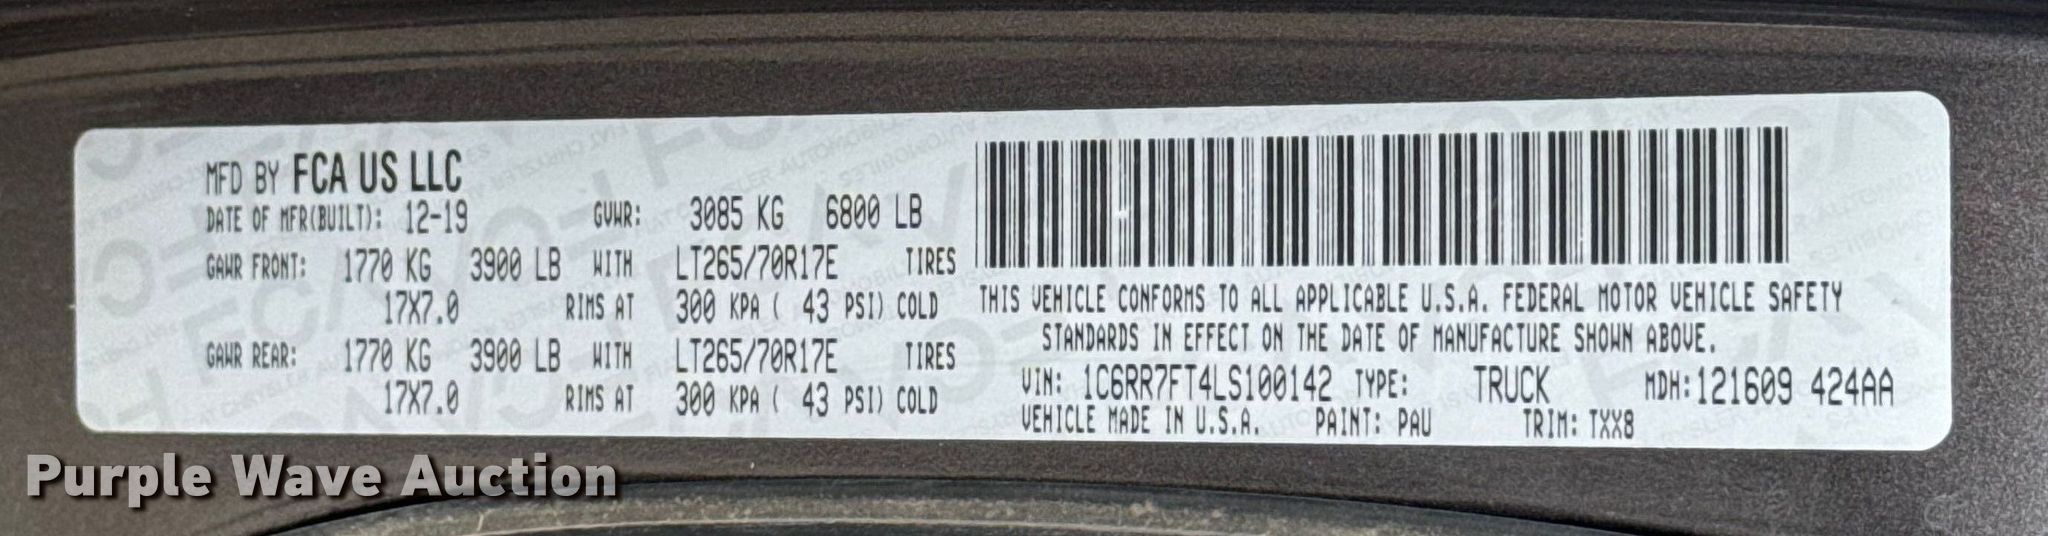 MFD BY FCA US LLC
DATE OF MFR(BUILT): 12-19 GVWR: 3085 KG 6800 LB
GAWR FRONT: 1770 KG 3900 LB WITH LT265/70R17E TIRES
17X7.0 RIMS AT 300 KPA ( 43 PSI) COLD
GAWR REAR: 1770 KG 3900 LB WITH LT265/70R17E TIRES
17X7.0 RIMS AT 300 KPA ( 43 PSI) COLD
THIS VEHICLE CONFORMS TO ALL APPLICABLE U.S.A. FEDERAL MOTOR VEHICLE SAFETY
STANDARDS IN EFFECT ON THE DATE OF MANUFACTURE SHOWN ABOVE.
VIN: 1C6RR7FT4LS100142 TYPE: TRUCK MDH: 121609 424AA
VEHICLE MADE IN U.S.A. PAINT: PAU TRIM: TXX8
Purple Wave Auction